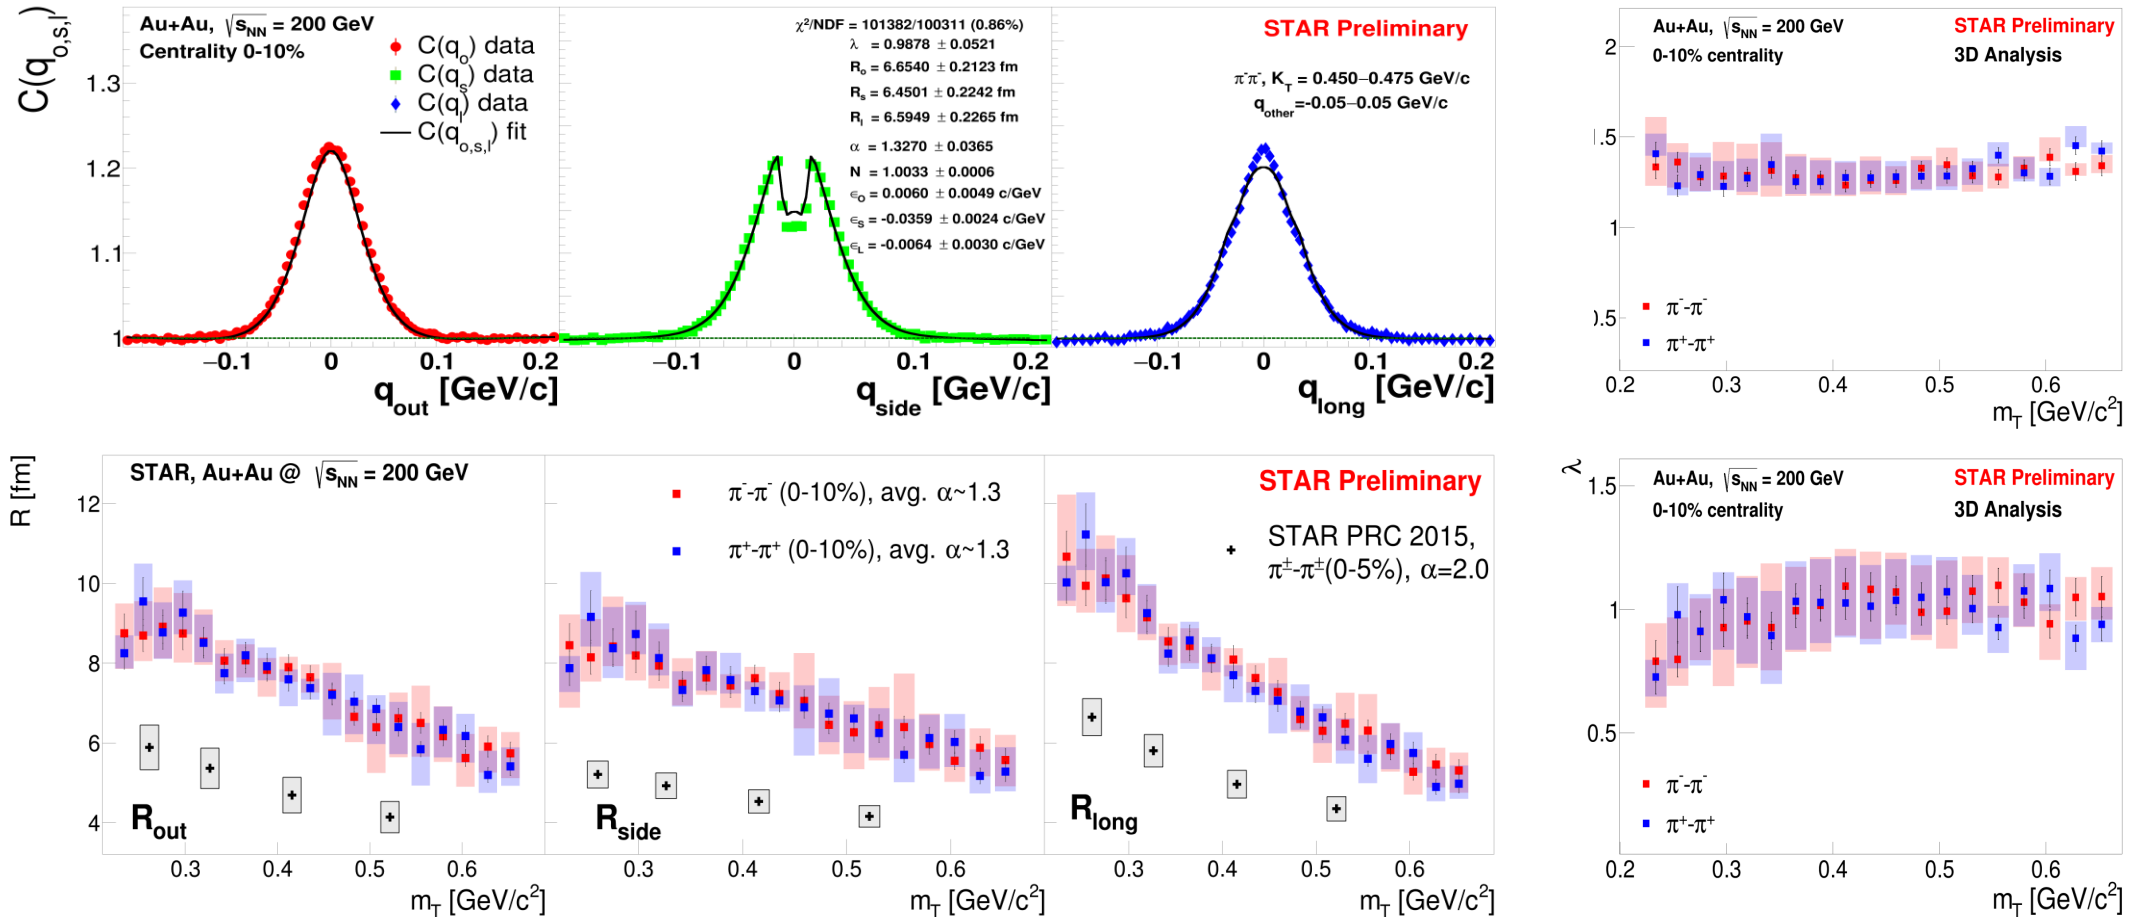 C(q_o,s,l)
Au+Au, √s_NN = 200 GeV
Centrality 0-10%
C(q_o) data
C(q_s) data
C(q_l) data
C(q_o,s,l) fit
1.3
1.2
1.1
1
−0.1 0 0.1 0.2
q_out [GeV/c]
χ²/NDF = 101382/100311 (0.86%)
λ = 0.9878 ± 0.0521
R_o = 6.6540 ± 0.2123 fm
R_s = 6.4501 ± 0.2242 fm
R_l = 6.5949 ± 0.2265 fm
α = 1.3270 ± 0.0365
N = 1.0033 ± 0.0006
ϵ_O = 0.0060 ± 0.0049 c/GeV
ϵ_S = -0.0359 ± 0.0024 c/GeV
ϵ_L = -0.0064 ± 0.0030 c/GeV
−0.1 0 0.1 0.2
q_side [GeV/c]
STAR Preliminary
π⁻π⁻, K_T = 0.450−0.475 GeV/c
q_other=-0.05−0.05 GeV/c
−0.1 0 0.1 0.2
q_long [GeV/c]
Au+Au, √s_NN = 200 GeV
0-10% centrality
STAR Preliminary
3D Analysis
2
1.5
1
0.5
π⁻-π⁻
π⁺-π⁺
0.2 0.3 0.4 0.5 0.6
m_T [GeV/c²]
R [fm]
STAR, Au+Au @ √s_NN = 200 GeV
12
10
8
6
4
R_out
0.3 0.4 0.5 0.6
m_T [GeV/c²]
π⁻-π⁻ (0-10%), avg. α~1.3
π⁺-π⁺ (0-10%), avg. α~1.3
R_side
0.3 0.4 0.5 0.6
m_T [GeV/c²]
STAR Preliminary
STAR PRC 2015,
π±-π±(0-5%), α=2.0
R_long
0.3 0.4 0.5 0.6
m_T [GeV/c²]
λ
Au+Au, √s_NN = 200 GeV
0-10% centrality
STAR Preliminary
3D Analysis
1.5
1
0.5
π⁻-π⁻
π⁺-π⁺
0.2 0.3 0.4 0.5 0.6
m_T [GeV/c²]